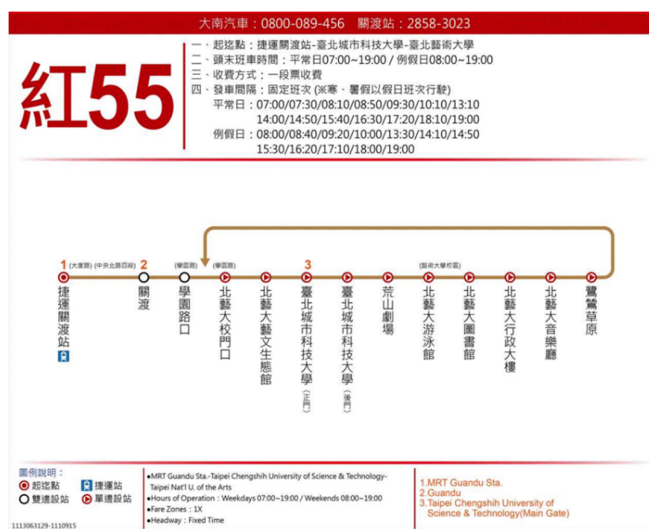 大南汽車：0800-089-456 關渡站：2858-3023
紅55
一、起迄點：捷運關渡站-臺北城市科技大學-臺北藝術大學
二、頭末班車時間：平常日07:00~19:00 / 例假日08:00~19:00
三、收費方式：一段票收費
四、發車間隔：固定班次 (※寒、暑假以假日班次行駛)
平常日：07:00/07:30/08:10/08:50/09:30/10:10/13:10
14:00/14:50/15:40/16:30/17:20/18:10/19:00
例假日：08:00/08:40/09:20/10:00/13:30/14:10/14:50
15:30/16:20/17:10/18:00/19:00
1 (大度路) (中央北路四段) 2 (學園路) (學園路) 3 (藝術大學校區)
捷運關渡站
關渡
學園路口
北藝大校門口
北藝大藝文生態館
臺北城市科技大學(正門)
臺北城市科技大學(後門)
荒山劇場
北藝大游泳館
北藝大圖書館
北藝大行政大樓
北藝大音樂廳
鷺鷥草原
圖例說明：
起迄點 捷運站
雙邊設站 單邊設站
●MRT Guandu Sta.-Taipei Chengshih University of Science & Technology-
Taipei Nat'l U. of the Arts
●Hours of Operation : Weekdays 07:00~19:00 / Weekends 08:00~19:00
●Fare Zones : 1X
●Headway : Fixed Time
1.MRT Guandu Sta.
2.Guandu
3.Taipei Chengshih University of
Science & Technology(Main Gate)
1113063129-1110915